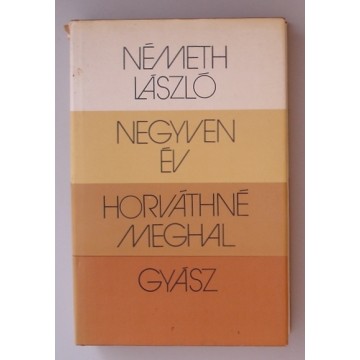 NÉMETH
LÁSZLÓ
NEGYVEN
ÉV
HORVÁTHNÉ
MEGHAL
GYÁSZ